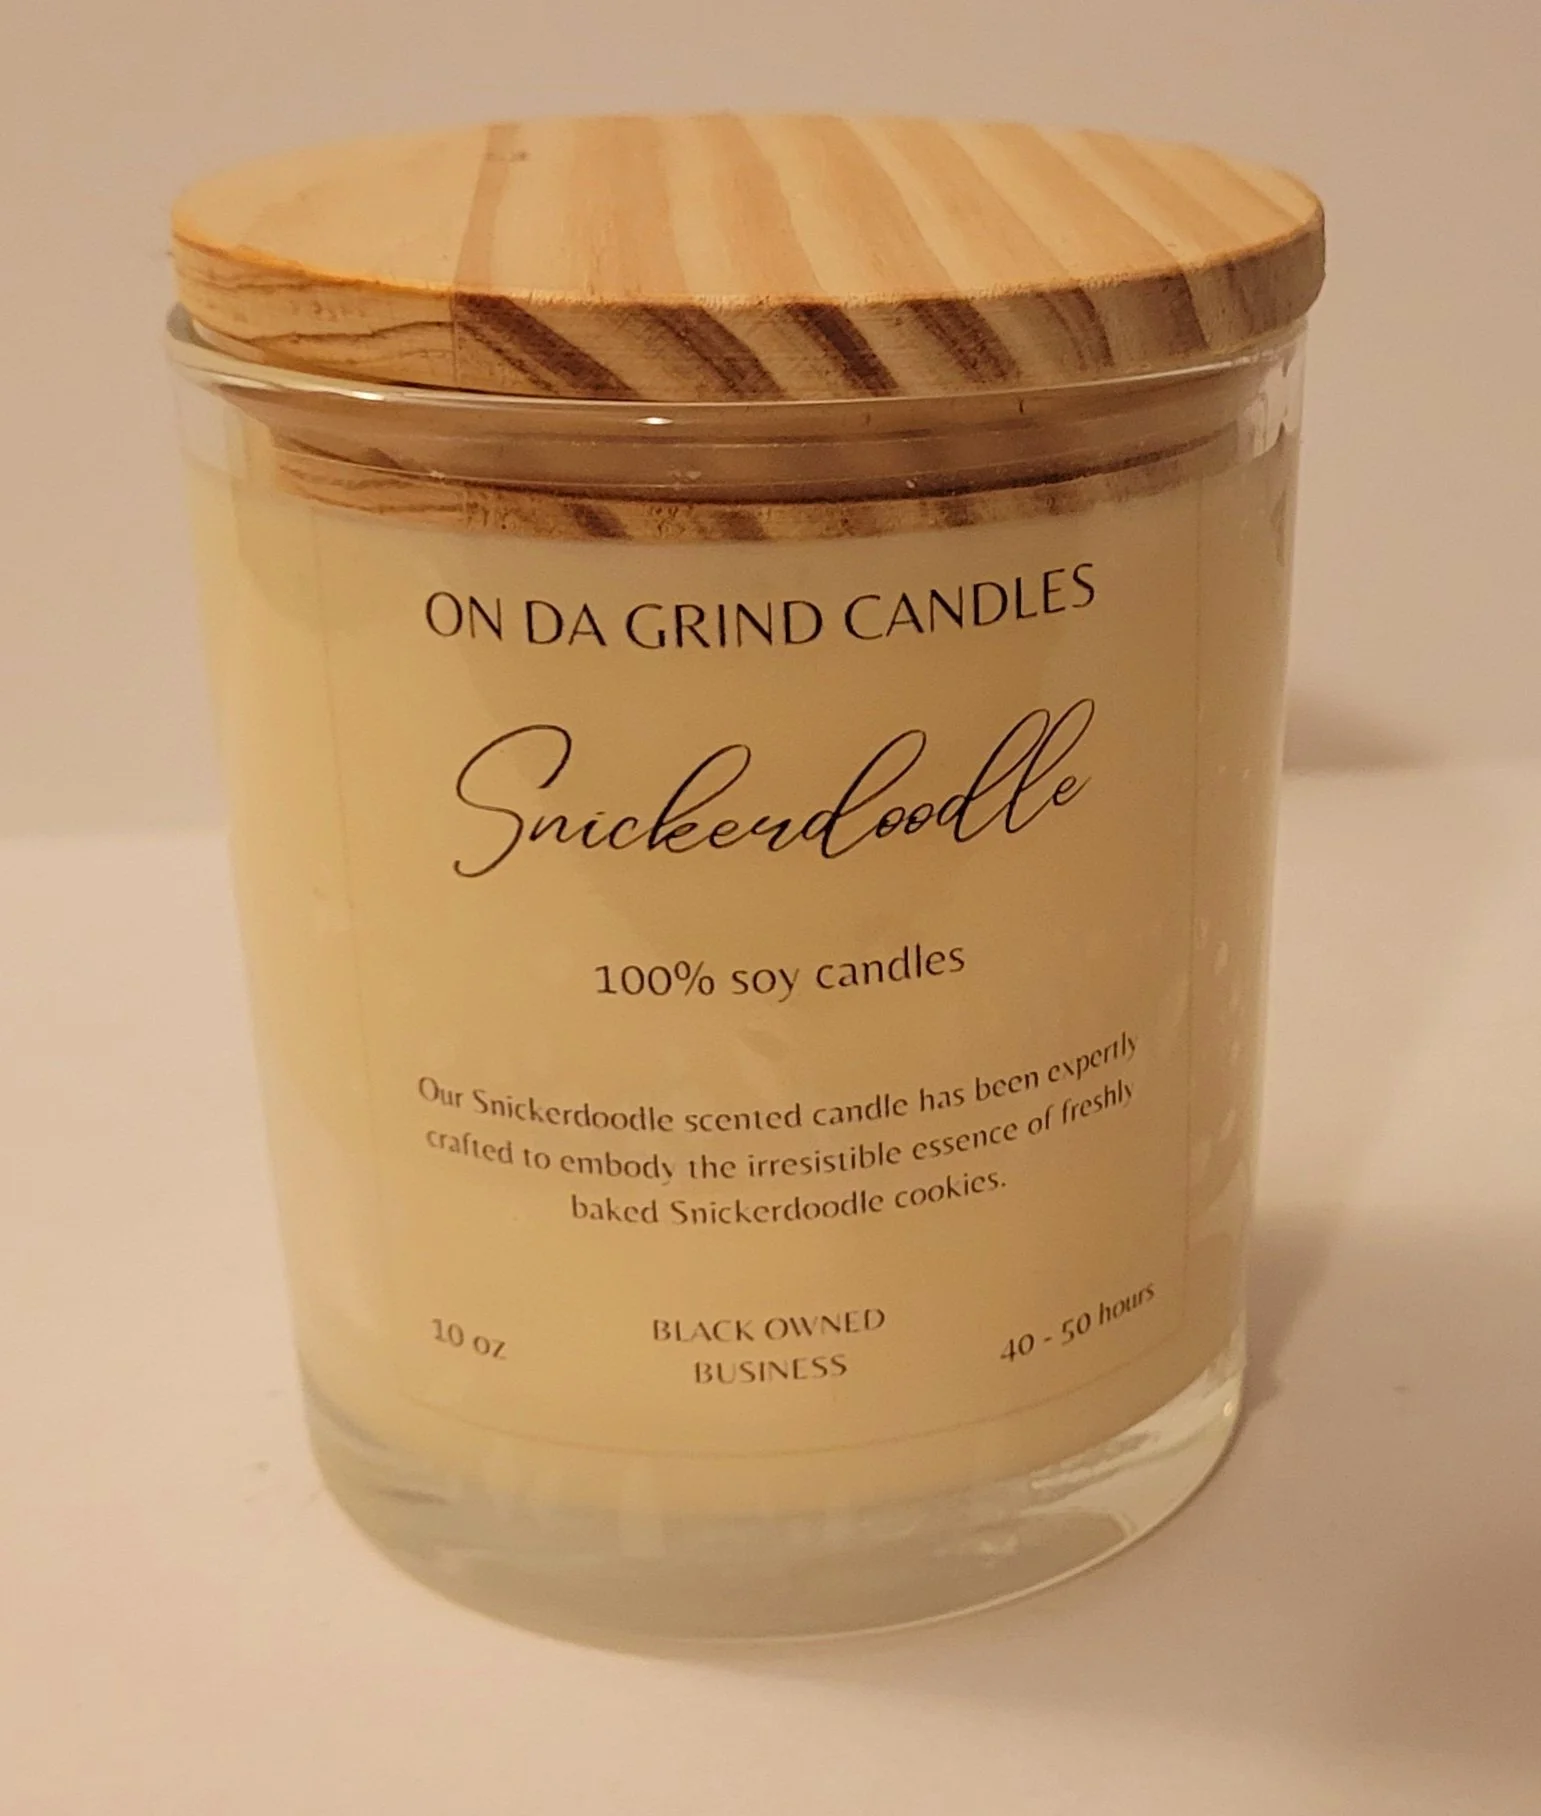 ON DA GRIND CANDLES
Snickerdoodle
100% soy candles
Our Snickerdoodle scented candle has been expertly
crafted to embody the irresistible essence of freshly
baked Snickerdoodle cookies.
10 oz
BLACK OWNED
BUSINESS
40 - 50 hours